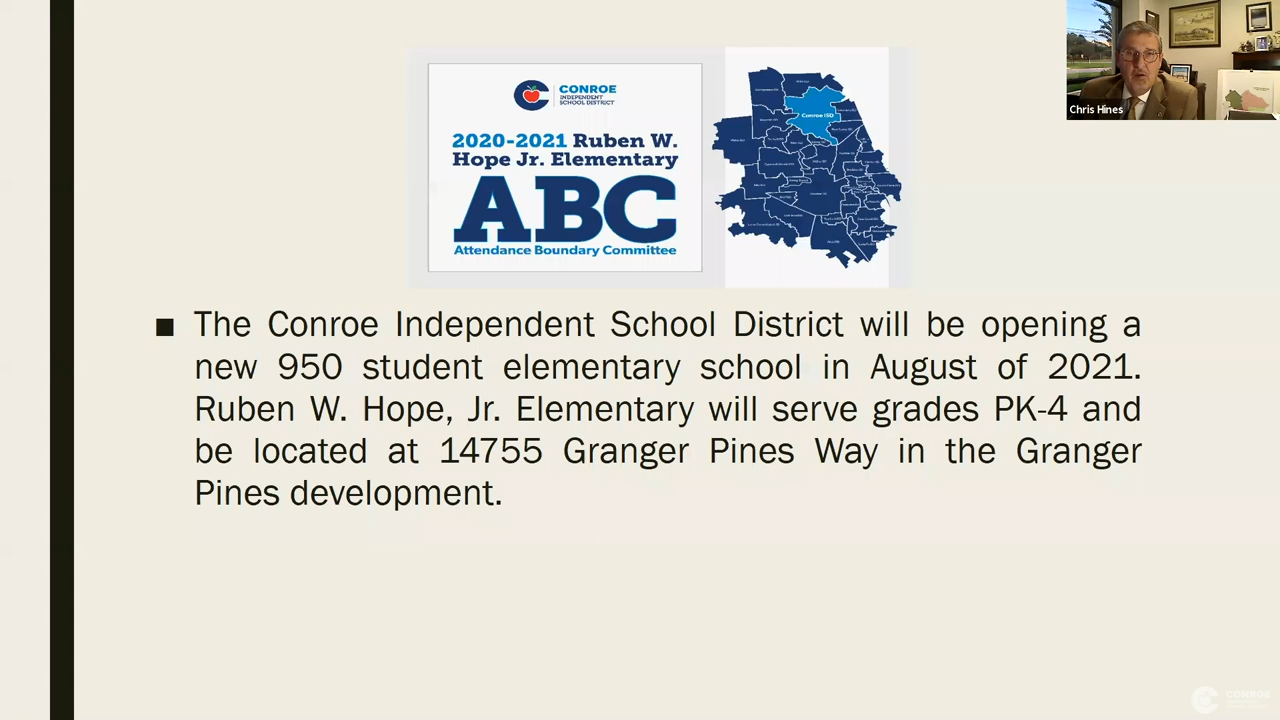 CONROE
INDEPENDENT
SCHOOL DISTRICT
2020-2021 Ruben W.
Hope Jr. Elementary
ABC
Attendance Boundary Committee
Conroe ISD
Chris Hines
■ The Conroe Independent School District will be opening a
new 950 student elementary school in August of 2021.
Ruben W. Hope, Jr. Elementary will serve grades PK-4 and
be located at 14755 Granger Pines Way in the Granger
Pines development.
CONROE